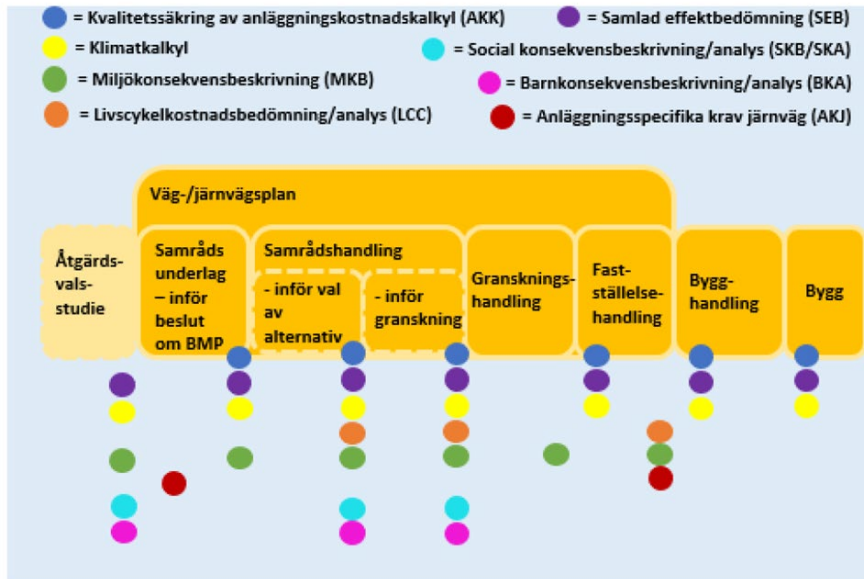 = Kvalitetssäkring av anläggningskostnadskalkyl (AKK)
= Samlad effektbedömning (SEB)
= Klimatkalkyl
= Social konsekvensbeskrivning/analys (SKB/SKA)
= Miljökonsekvensbeskrivning (MKB)
= Barnkonsekvensbeskrivning/analys (BKA)
= Livscykelkostnadsbedömning/analys (LCC)
= Anläggningsspecifika krav järnväg (AKJ)
Väg-/järnvägsplan
Åtgärds-
vals-
studie
Samråds
underlag
– inför
beslut
om BMP
Samrådshandling
- inför val
av
alternativ
- inför
granskning
Gransknings-
handling
Fast-
ställelse-
handling
Bygg-
handling
Bygg